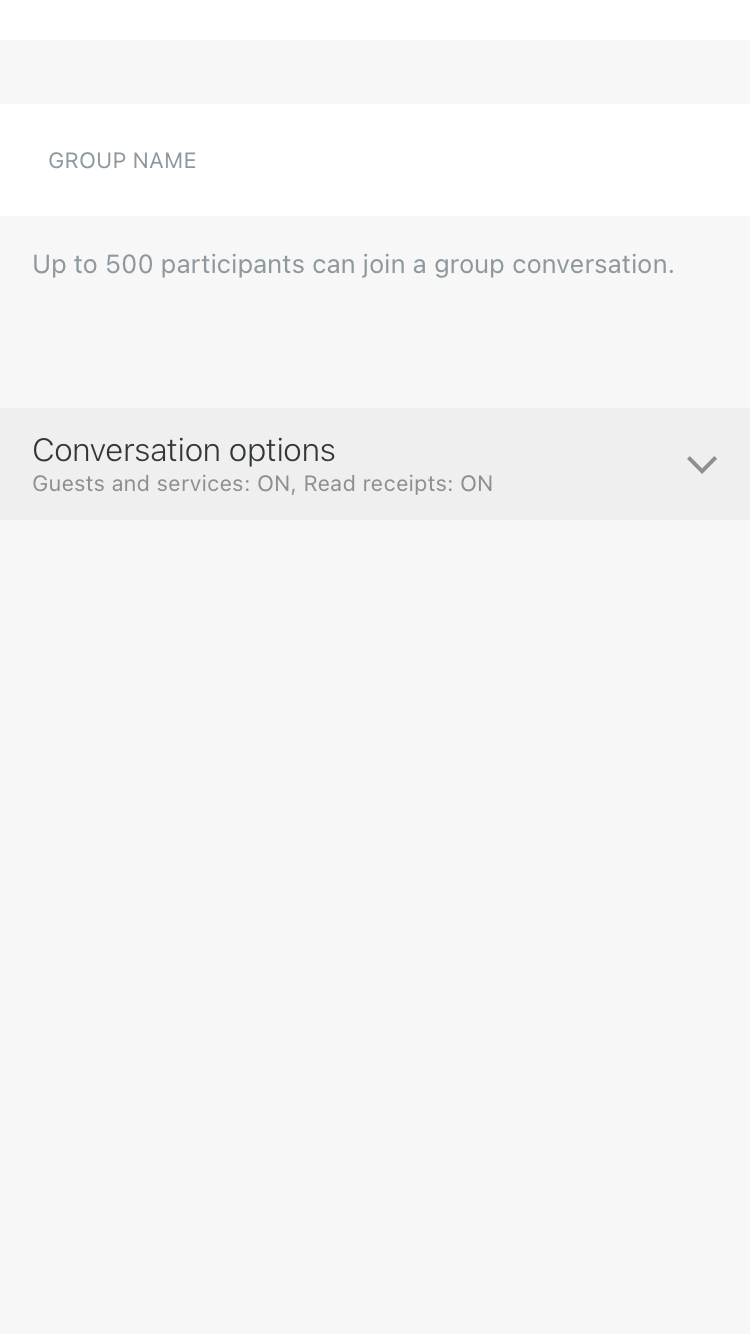 GROUP NAME
Up to 500 participants can join a group conversation.
Conversation options
Guests and services: ON, Read receipts: ON